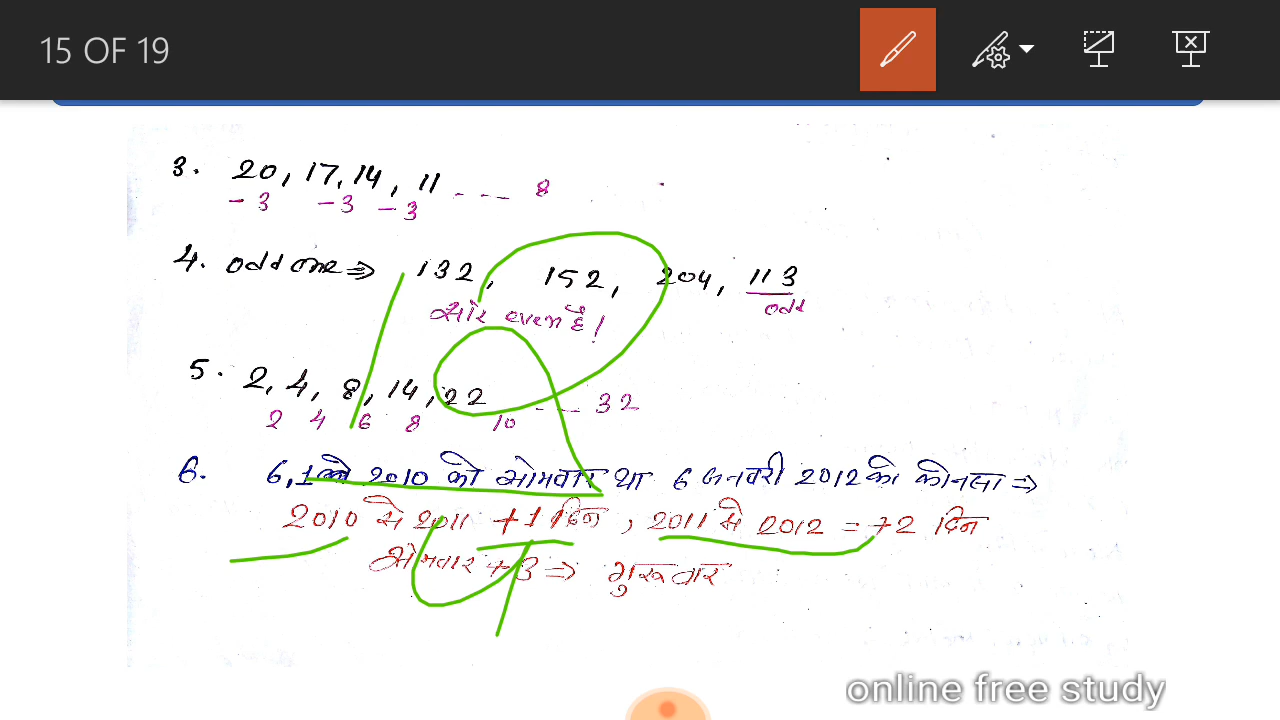 15 OF 19
3. 20, 17, 14, 11 - - - 8
-3 -3 -3
4. odd one ⇒ 132, 152, 204, 113
सारे even है। odd
5. 2, 4, 8, 14, 22 - - - 32
2 4 6 8 10
6. 6,1को 2010 को सोमवार था 6 जनवरी 2012 को कौनसा ⇒
2010 से 2011 +1 दिन, 2011 से 2012 = +2 दिन
सोमवार +3 ⇒ गुरूवार
online free study